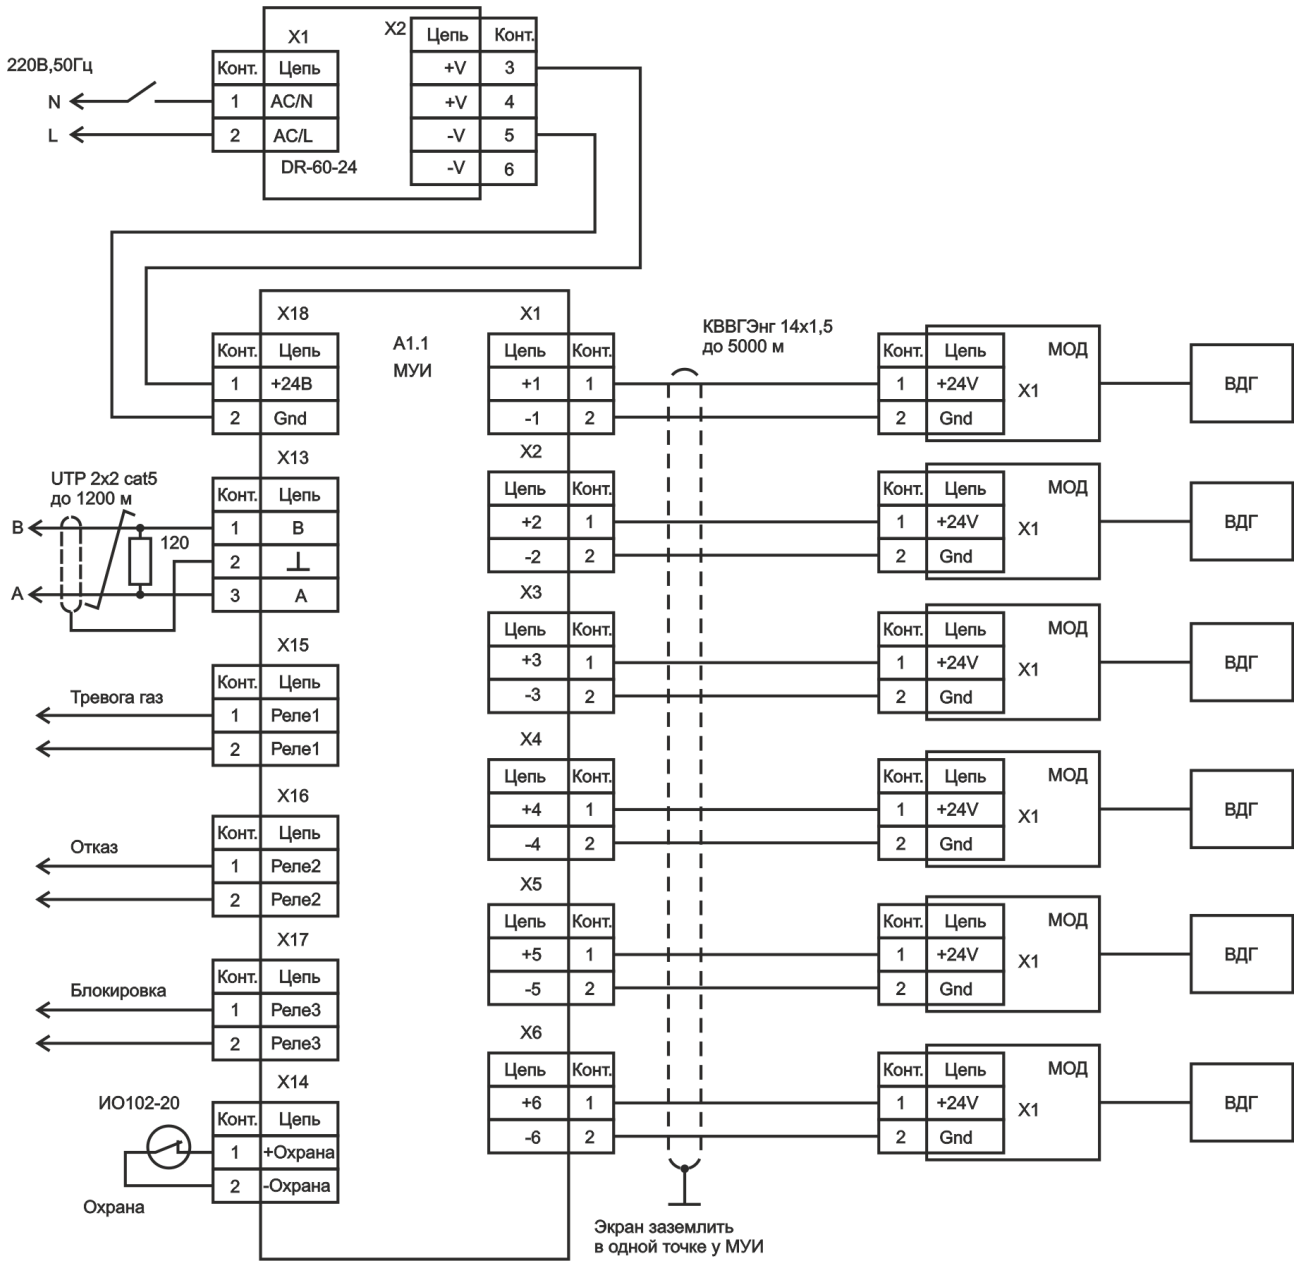 220В,50Гц
N
L
X1
Конт. Цепь
1 AC/N
2 AC/L
DR-60-24
X2
Цепь Конт.
+V 3
+V 4
-V 5
-V 6
A1.1
МУИ
X18
Конт. Цепь
1 +24В
2 Gnd
X13
Конт. Цепь
1 B
2 ⊥
3 A
UTP 2x2 cat5
до 1200 м
B
120
A
X15
Конт. Цепь
1 Реле1
2 Реле1
Тревога газ
X16
Конт. Цепь
1 Реле2
2 Реле2
Отказ
X17
Конт. Цепь
1 Реле3
2 Реле3
Блокировка
X14
Конт. Цепь
1 +Охрана
2 -Охрана
ИО102-20
Охрана
X1
Цепь Конт.
+1 1
-1 2
X2
Цепь Конт.
+2 1
-2 2
X3
Цепь Конт.
+3 1
-3 2
X4
Цепь Конт.
+4 1
-4 2
X5
Цепь Конт.
+5 1
-5 2
X6
Цепь Конт.
+6 1
-6 2
КВВГЭнг 14x1,5
до 5000 м
Экран заземлить
в одной точке у МУИ
Конт. Цепь МОД
1 +24V X1 ВДГ
2 Gnd
Конт. Цепь МОД
1 +24V X1 ВДГ
2 Gnd
Конт. Цепь МОД
1 +24V X1 ВДГ
2 Gnd
Конт. Цепь МОД
1 +24V X1 ВДГ
2 Gnd
Конт. Цепь МОД
1 +24V X1 ВДГ
2 Gnd
Конт. Цепь МОД
1 +24V X1 ВДГ
2 Gnd